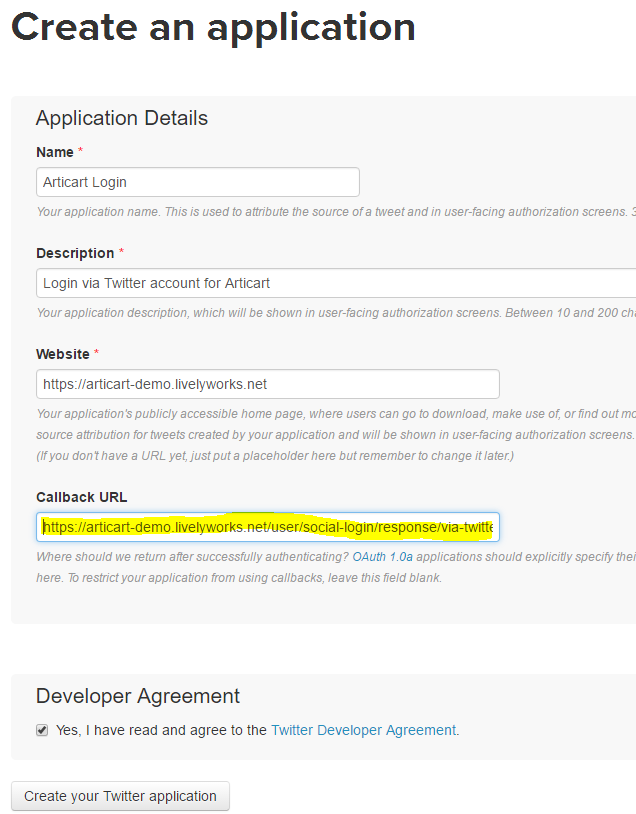 Create an application
Application Details
Name *
Articart Login
Your application name. This is used to attribute the source of a tweet and in user-facing authorization screens. 3
Description *
Login via Twitter account for Articart
Your application description, which will be shown in user-facing authorization screens. Between 10 and 200 cha
Website *
https://articart-demo.livelyworks.net
Your application's publicly accessible home page, where users can go to download, make use of, or find out mo
source attribution for tweets created by your application and will be shown in user-facing authorization screens.
(If you don't have a URL yet, just put a placeholder here but remember to change it later.)
Callback URL
https://articart-demo.livelyworks.net/user/social-login/response/via-twitte
Where should we return after successfully authenticating? OAuth 1.0a applications should explicitly specify thei
here. To restrict your application from using callbacks, leave this field blank.
Developer Agreement
Yes, I have read and agree to the Twitter Developer Agreement.
Create your Twitter application